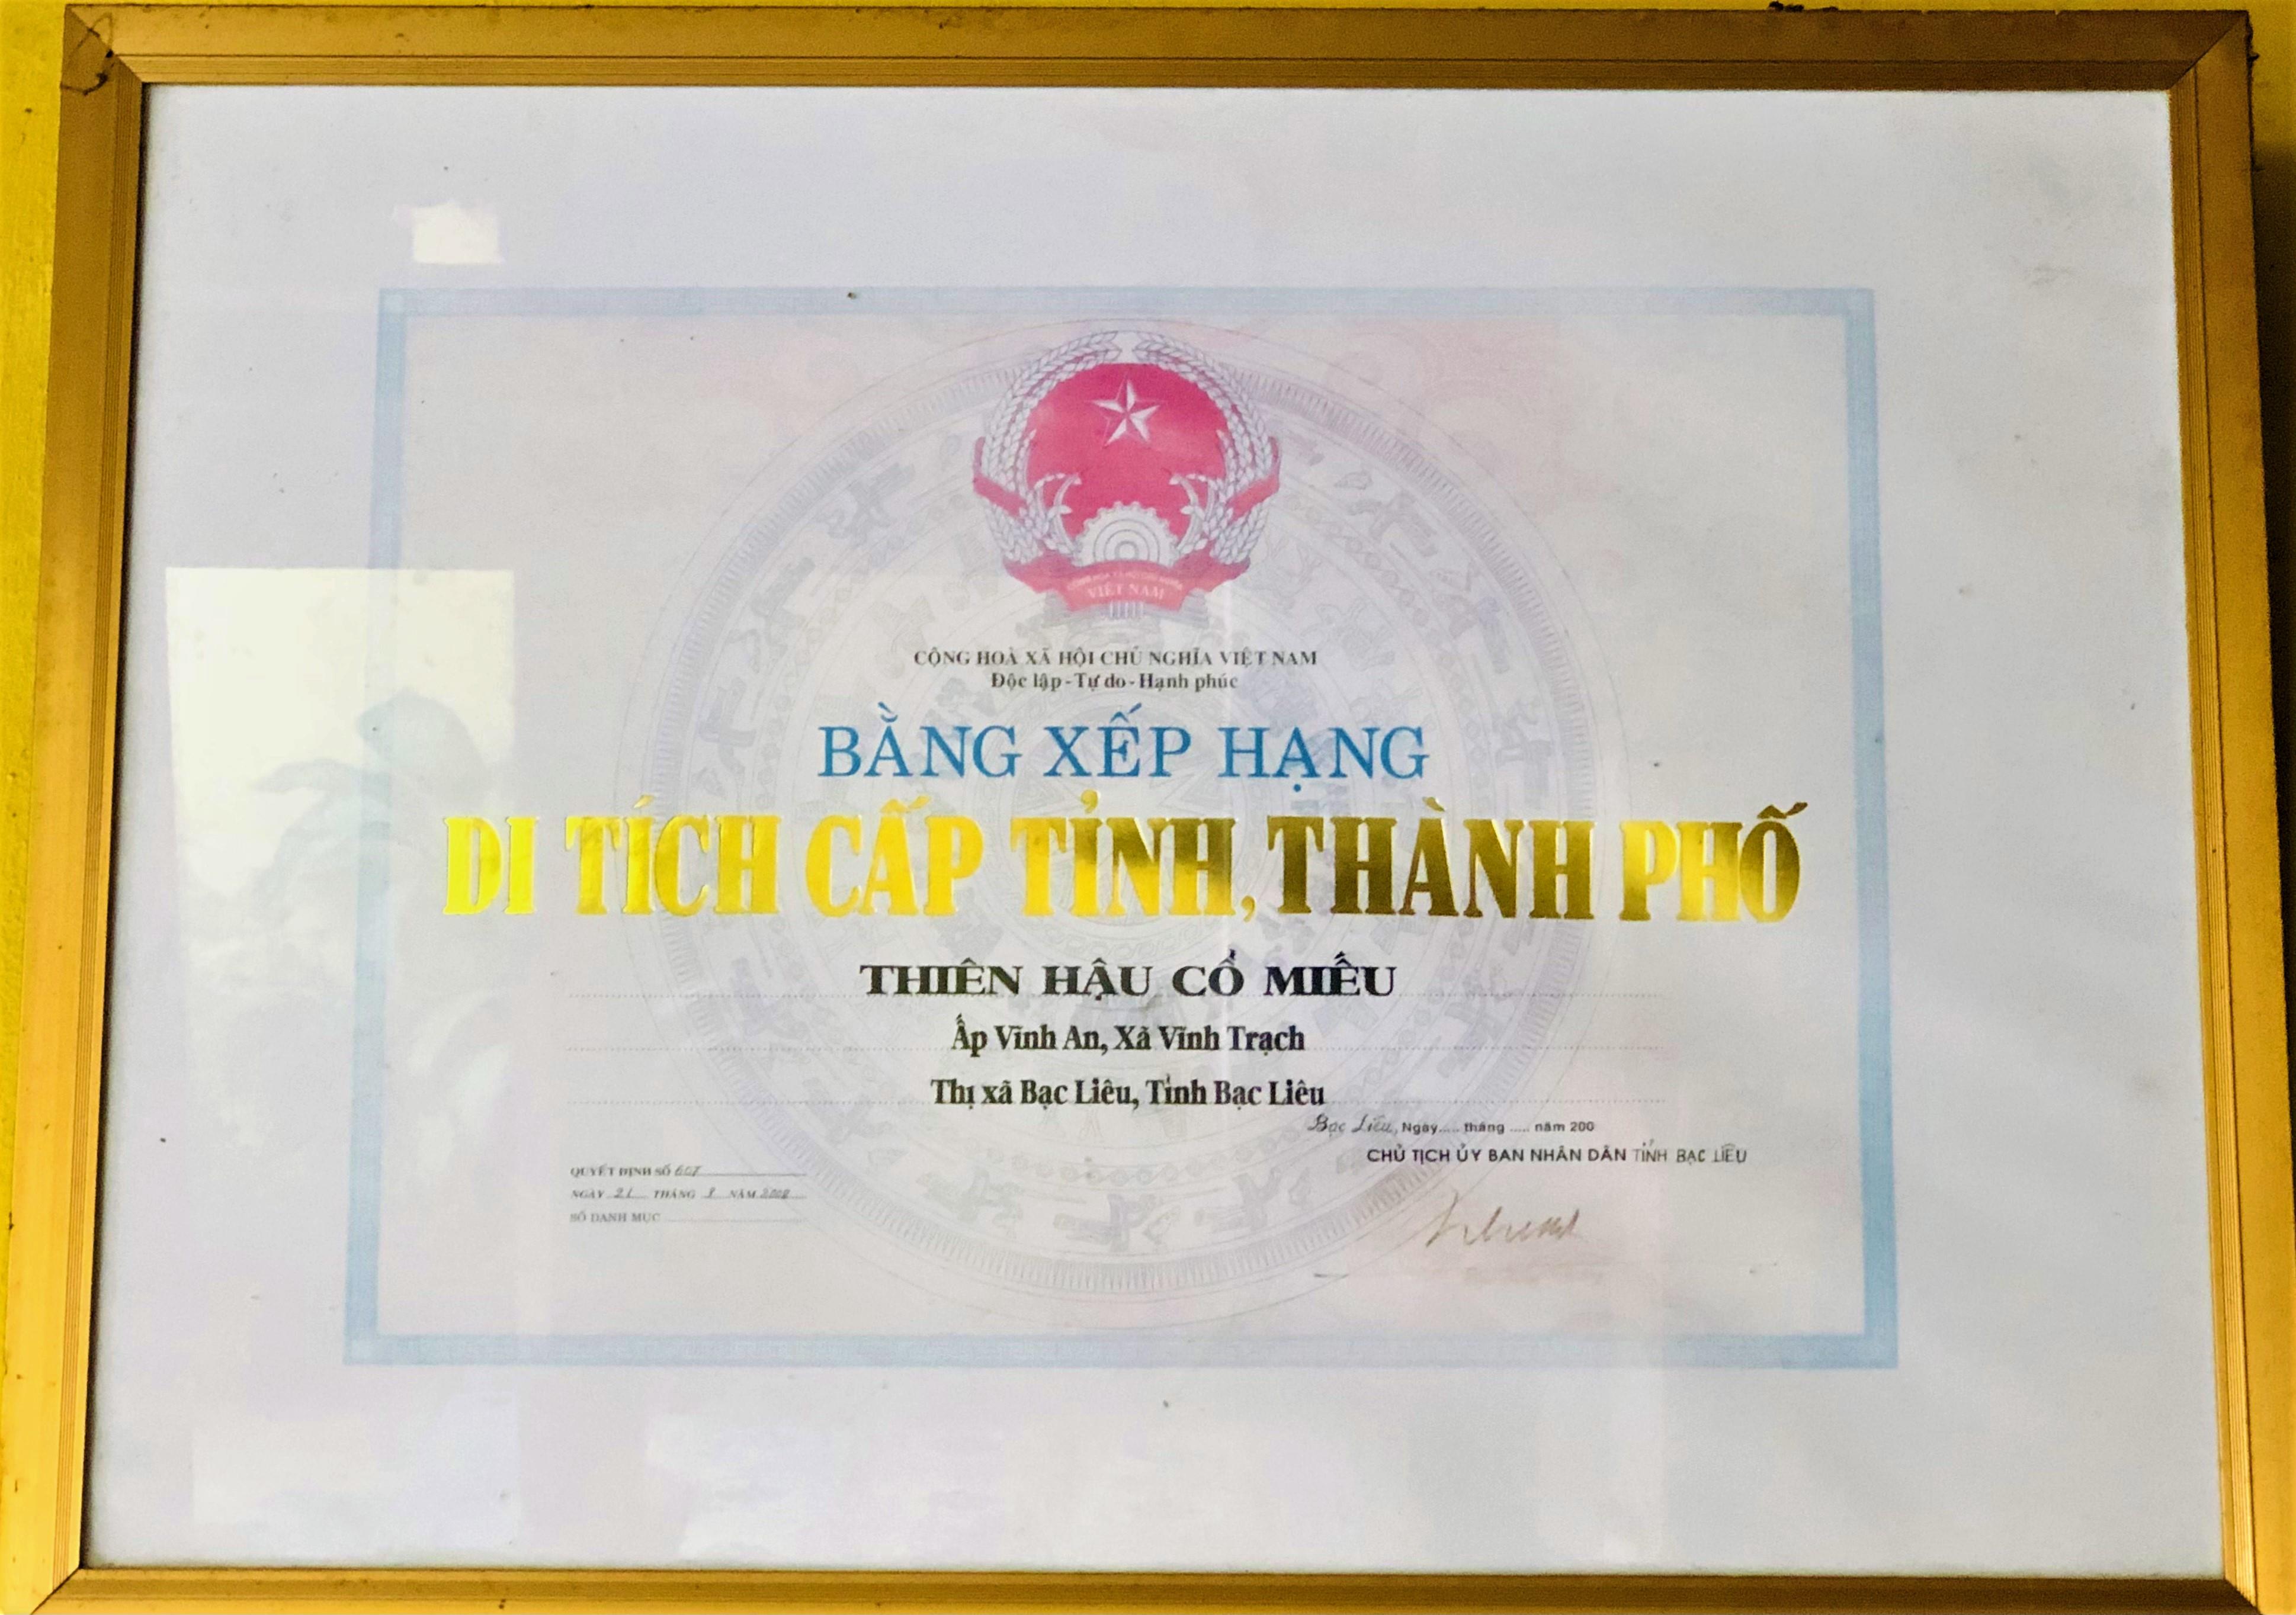 VIỆT NAM
CỘNG HOÀ XÃ HỘI CHỦ NGHĨA VIỆT NAM
Độc lập - Tự do - Hạnh phúc
BẰNG XẾP HẠNG
DI TÍCH CẤP TỈNH, THÀNH PHỐ
THIÊN HẬU CỔ MIẾU
Ấp Vĩnh An, Xã Vĩnh Trạch
Thị xã Bạc Liêu, Tỉnh Bạc Liêu
Bạc Liêu, Ngày..... tháng ..... năm 200
CHỦ TỊCH ỦY BAN NHÂN DÂN TỈNH BẠC LIÊU
QUYẾT ĐỊNH SỐ
NGÀY 21 THÁNG 8 NĂM
SỐ DANH MỤC